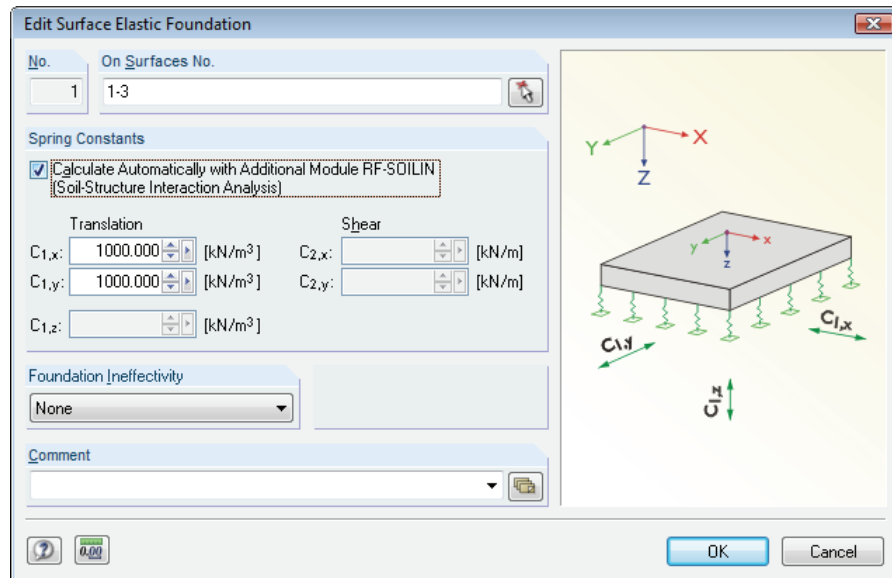 Edit Surface Elastic Foundation
No.
On Surfaces No.
1
1-3
Spring Constants
Calculate Automatically with Additional Module RF-SOILIN
(Soil-Structure Interaction Analysis)
Translation
Shear
C1,x: 1000.000 [kN/m³]
C2,x: [kN/m]
C1,y: 1000.000 [kN/m³]
C2,y: [kN/m]
C1,z: [kN/m³]
Foundation Ineffectivity
None
Comment
0.00
OK
Cancel
Y X
Z
y x
z
C1,x
C1,y
C1,z